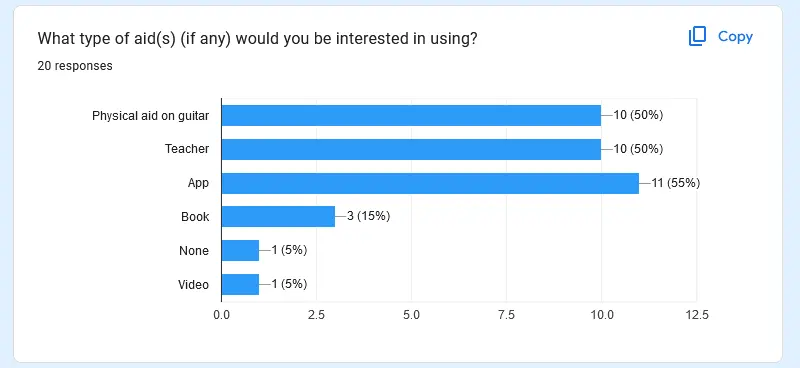 What type of aid(s) (if any) would you be interested in using?
Copy
20 responses
Physical aid on guitar
10 (50%)
Teacher
10 (50%)
App
11 (55%)
Book
3 (15%)
None
1 (5%)
Video
1 (5%)
0.0 2.5 5.0 7.5 10.0 12.5